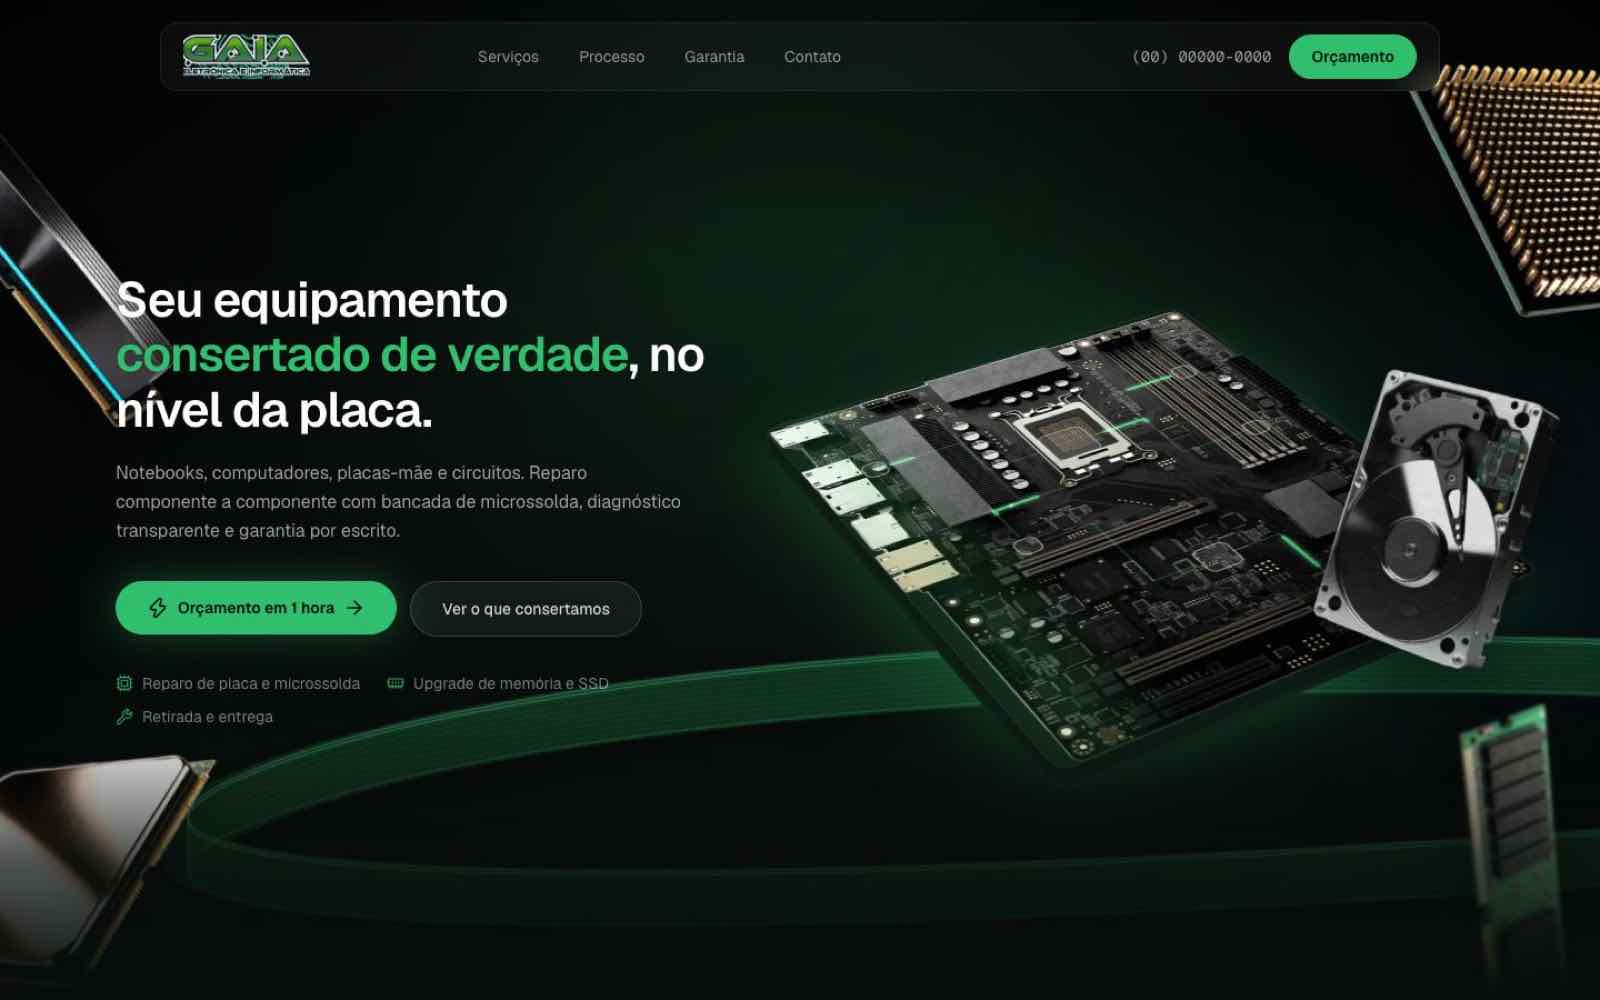 GAIA
ELETRÔNICA E INFORMÁTICA
Serviços
Processo
Garantia
Contato
(00) 00000-0000
Orçamento
Seu equipamento
consertado de verdade, no
nível da placa.
Notebooks, computadores, placas-mãe e circuitos. Reparo
componente a componente com bancada de microssolda, diagnóstico
transparente e garantia por escrito.
Orçamento em 1 hora
Ver o que consertamos
Reparo de placa e microssolda
Upgrade de memória e SSD
Retirada e entrega